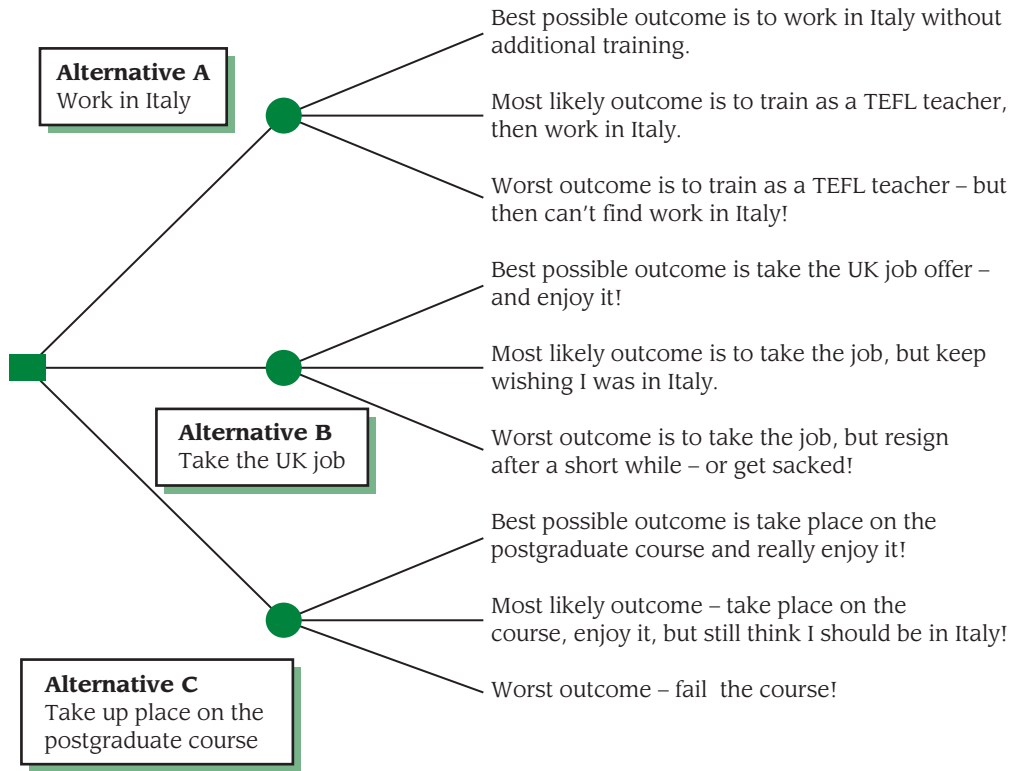 Alternative A
Work in Italy
Best possible outcome is to work in Italy without
additional training.
Most likely outcome is to train as a TEFL teacher,
then work in Italy.
Worst outcome is to train as a TEFL teacher – but
then can't find work in Italy!
Alternative B
Take the UK job
Best possible outcome is take the UK job offer –
and enjoy it!
Most likely outcome is to take the job, but keep
wishing I was in Italy.
Worst outcome is to take the job, but resign
after a short while – or get sacked!
Alternative C
Take up place on the
postgraduate course
Best possible outcome is take place on the
postgraduate course and really enjoy it!
Most likely outcome – take place on the
course, enjoy it, but still think I should be in Italy!
Worst outcome – fail the course!